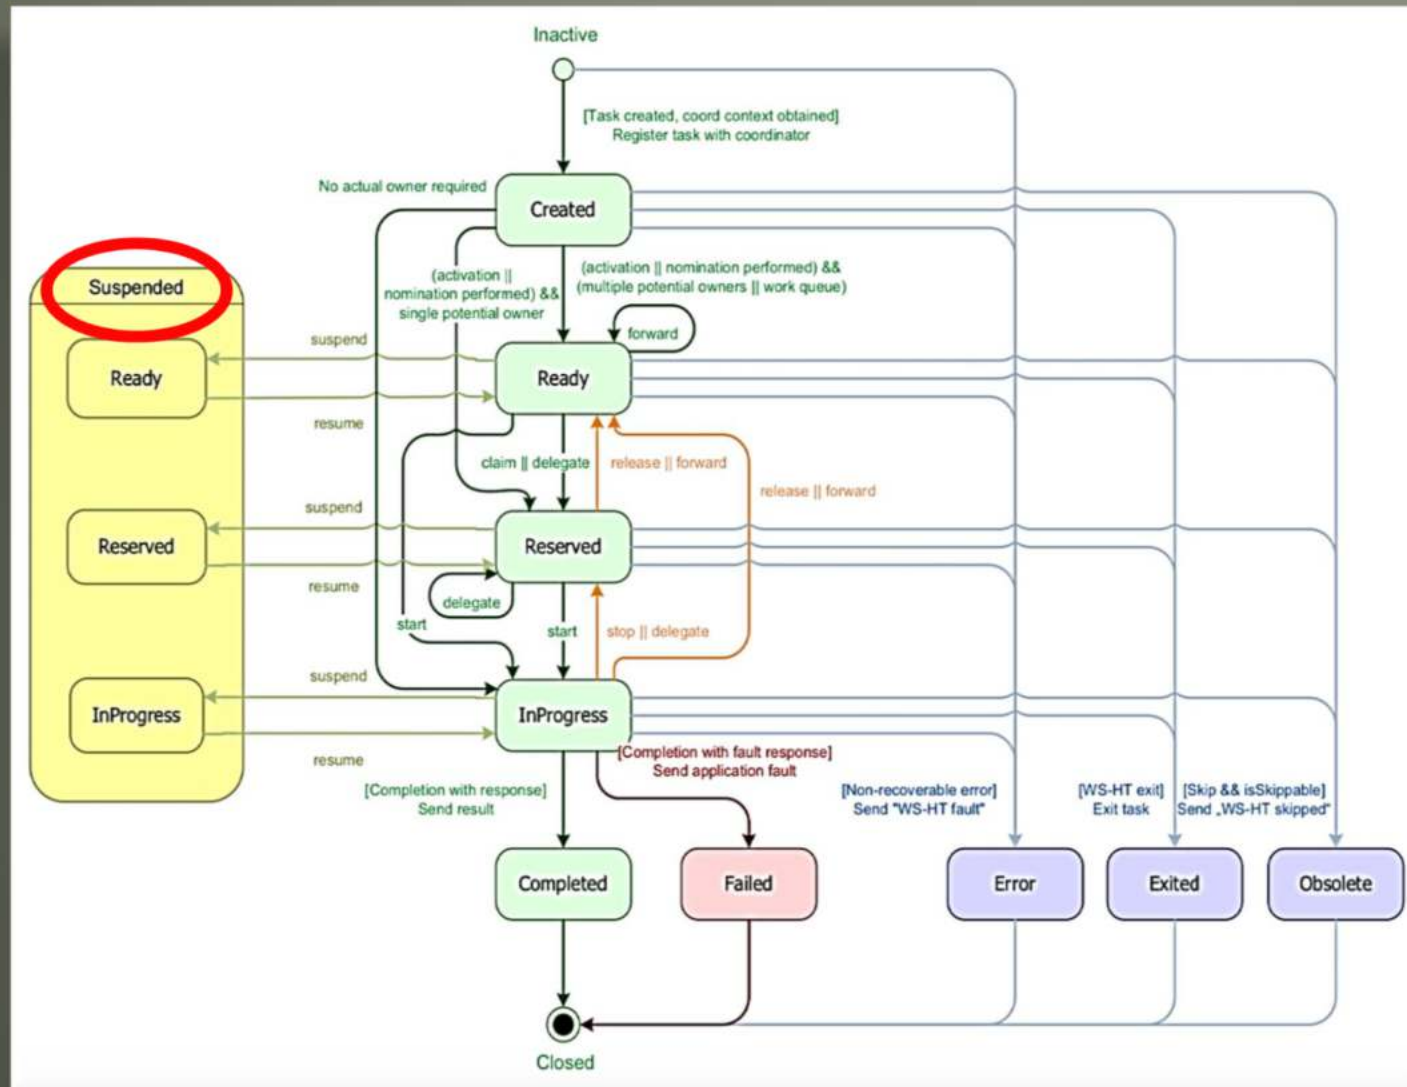 Inactive
[Task created, coord context obtained]
Register task with coordinator
No actual owner required
Created
(activation ||
nomination performed) &&
single potential owner
(activation || nomination performed) &&
(multiple potential owners || work queue)
Suspended
forward
suspend
Ready
Ready
resume
claim || delegate
release || forward
release || forward
suspend
Reserved
Reserved
resume
delegate
start
start
stop || delegate
suspend
InProgress
InProgress
resume
[Completion with response]
Send result
[Completion with fault response]
Send application fault
[Non-recoverable error]
Send "WS-HT fault"
[WS-HT exit]
Exit task
[Skip && isSkippable]
Send „WS-HT skipped"
Completed
Failed
Error
Exited
Obsolete
Closed